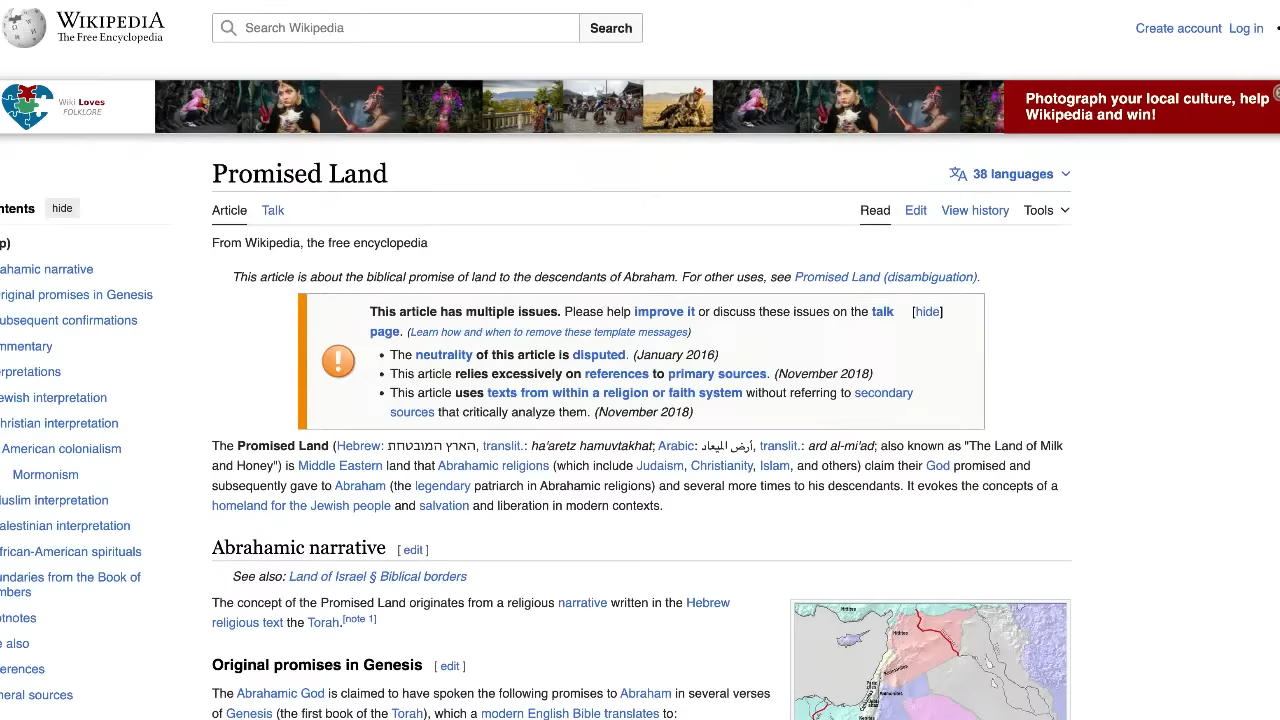 WIKIPEDIA
The Free Encyclopedia
Search Wikipedia
Search
Create account Log in
Wiki Loves
FOLKLORE
Photograph your local culture, help
Wikipedia and win!
Promised Land
38 languages
ntents hide
Article Talk
Read Edit View history Tools
p)
ahamic narrative
riginal promises in Genesis
ubsequent confirmations
mmentary
erpretations
ewish interpretation
hristian interpretation
American colonialism
Mormonism
uslim interpretation
alestinian interpretation
frican-American spirituals
undaries from the Book of
mbers
otnotes
e also
erences
neral sources
From Wikipedia, the free encyclopedia
This article is about the biblical promise of land to the descendants of Abraham. For other uses, see Promised Land (disambiguation).
This article has multiple issues. Please help improve it or discuss these issues on the talk [hide]
page. (Learn how and when to remove these template messages)
• The neutrality of this article is disputed. (January 2016)
• This article relies excessively on references to primary sources. (November 2018)
• This article uses texts from within a religion or faith system without referring to secondary
sources that critically analyze them. (November 2018)
The Promised Land (Hebrew: הארץ המובטחת, translit.: ha'aretz hamuvtakhat; Arabic: أرض الميعاد, translit.: ard al-mi'ad; also known as "The Land of Milk
and Honey") is Middle Eastern land that Abrahamic religions (which include Judaism, Christianity, Islam, and others) claim their God promised and
subsequently gave to Abraham (the legendary patriarch in Abrahamic religions) and several more times to his descendants. It evokes the concepts of a
homeland for the Jewish people and salvation and liberation in modern contexts.
Abrahamic narrative [ edit ]
See also: Land of Israel § Biblical borders
The concept of the Promised Land originates from a religious narrative written in the Hebrew
religious text the Torah.[note 1]
Original promises in Genesis [ edit ]
The Abrahamic God is claimed to have spoken the following promises to Abraham in several verses
of Genesis (the first book of the Torah), which a modern English Bible translates to:
Hittites
Hittites